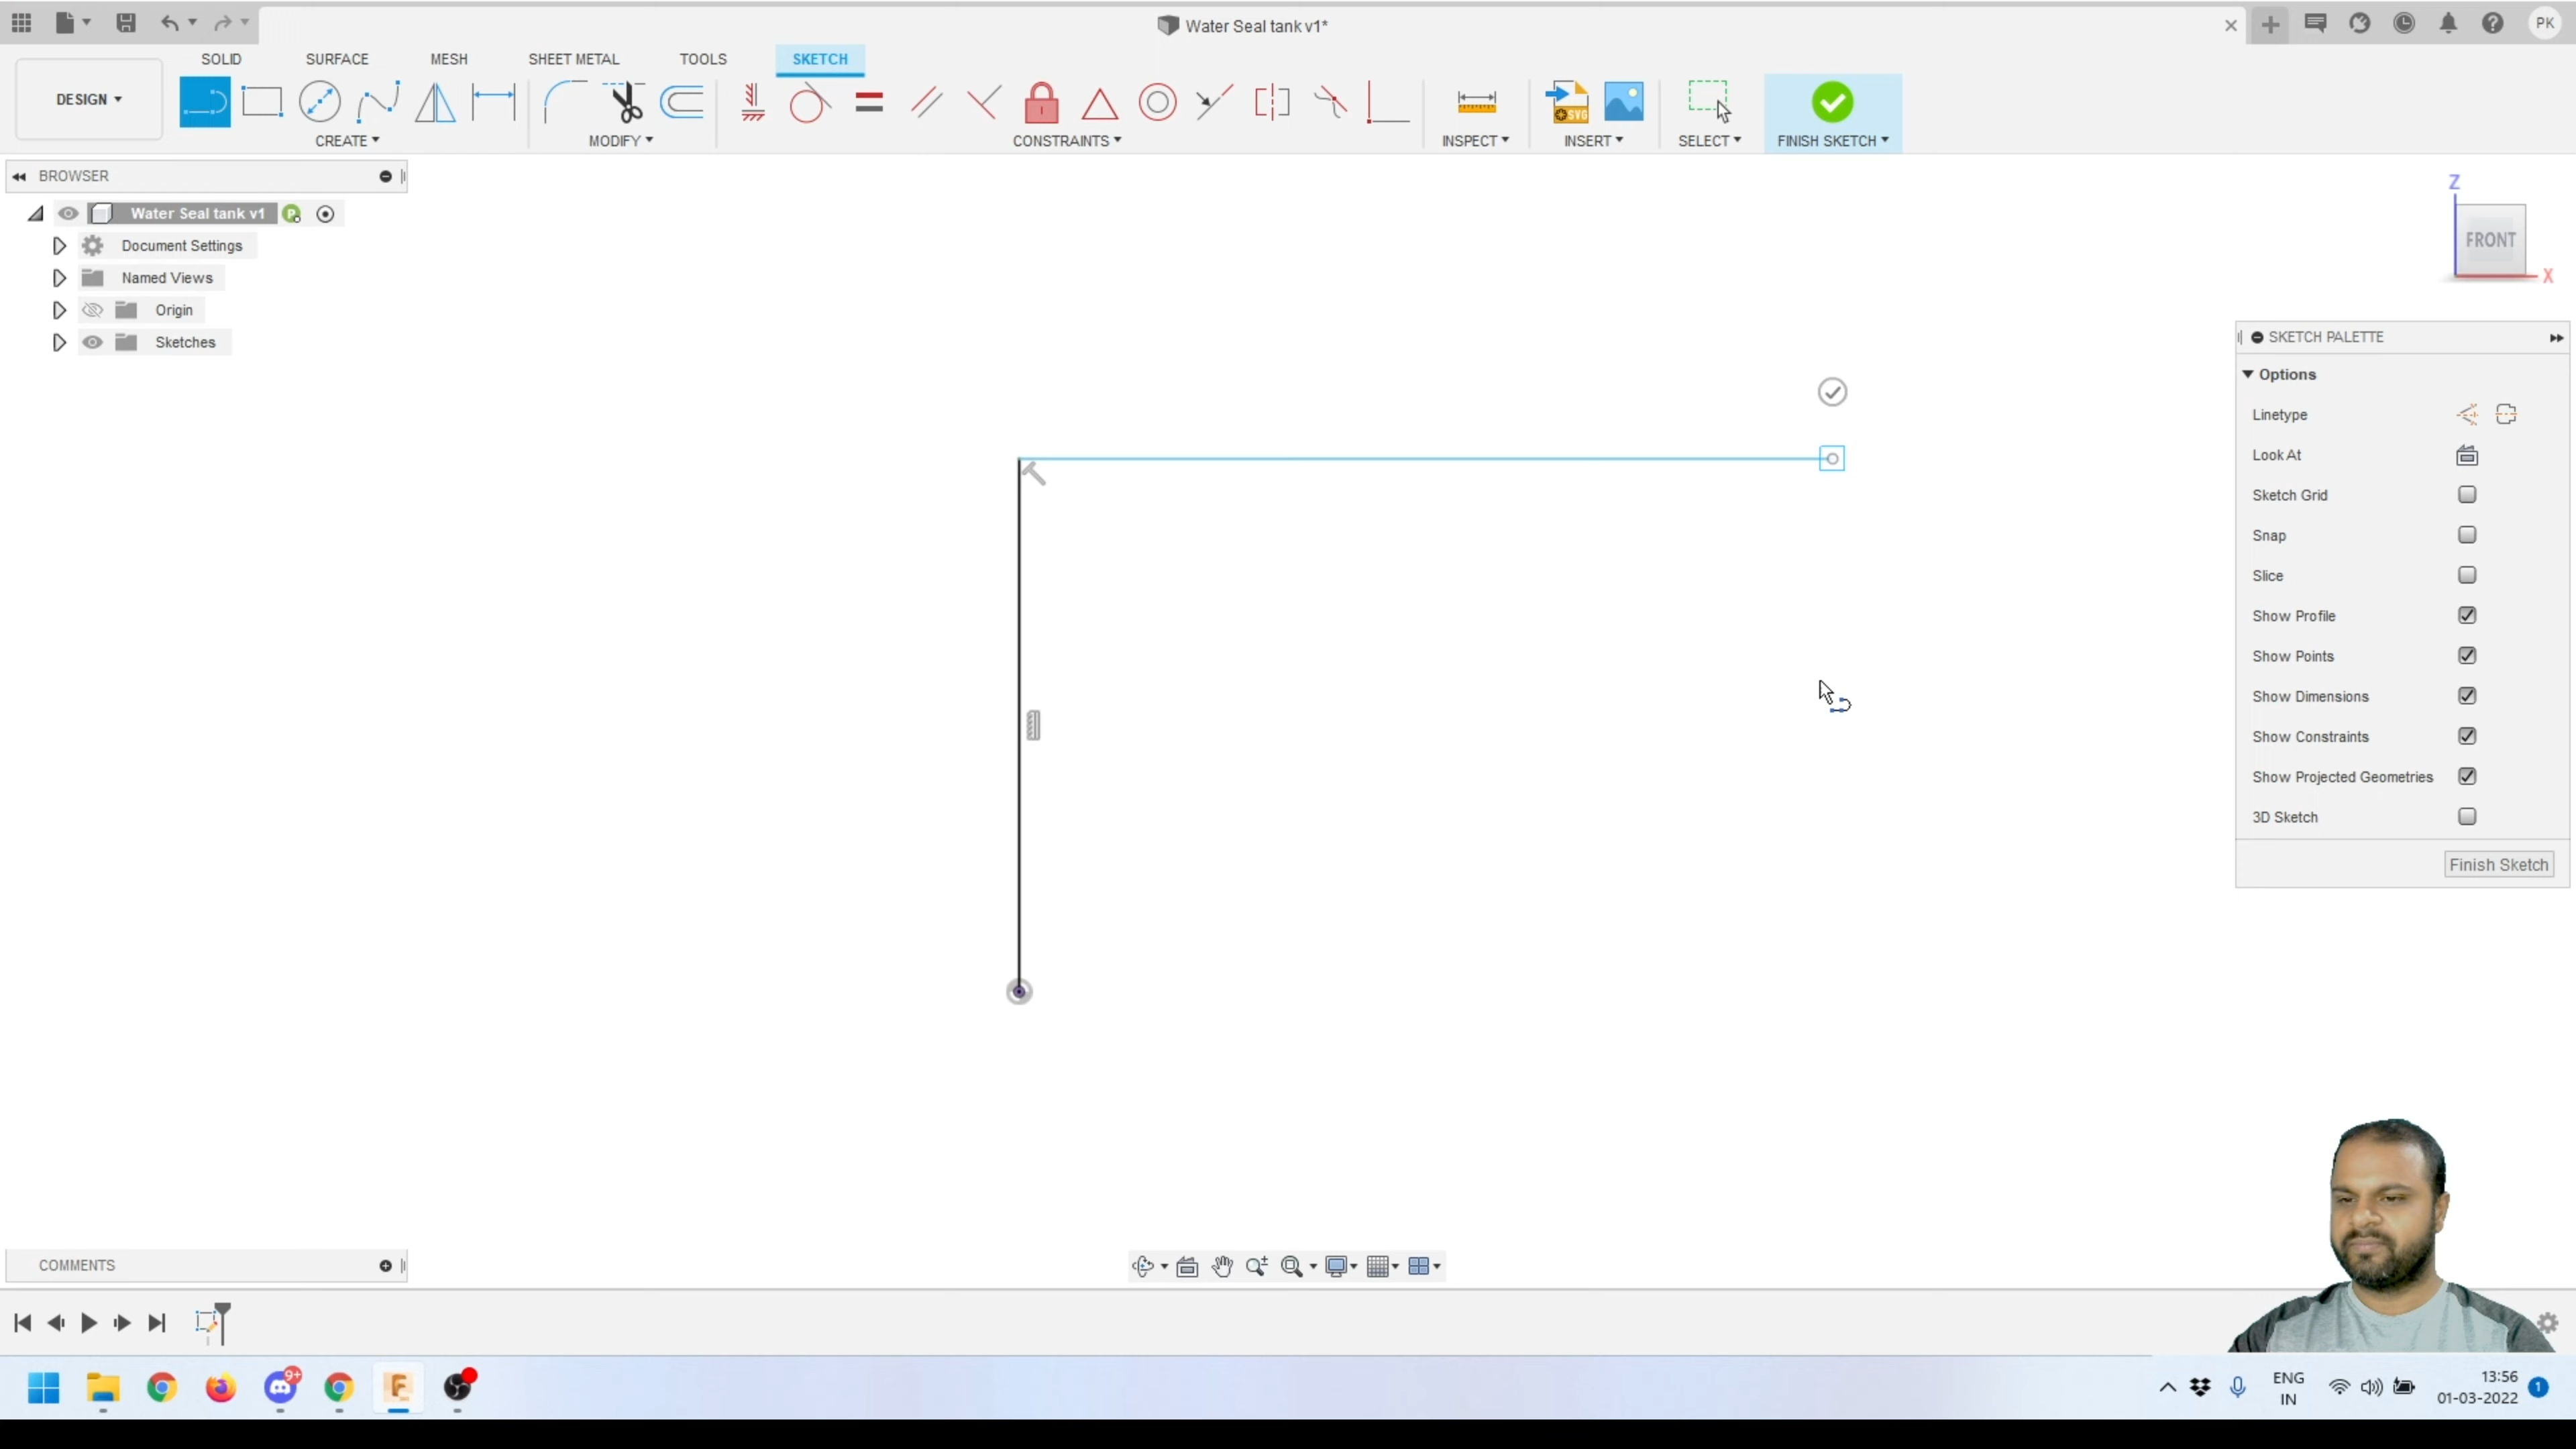 Water Seal tank v1*
PK
SOLID
SURFACE
MESH
SHEET METAL
TOOLS
SKETCH
DESIGN
SVG
CREATE
MODIFY
CONSTRAINTS
INSPECT
INSERT
SELECT
FINISH SKETCH
BROWSER
Water Seal tank v1
P
Document Settings
Named Views
Origin
Sketches
Z
FRONT
X
SKETCH PALETTE
Options
Linetype
Look At
Sketch Grid
Snap
Slice
Show Profile
Show Points
Show Dimensions
Show Constraints
Show Projected Geometries
3D Sketch
Finish Sketch
COMMENTS
9+
F
ENG
IN
13:56
01-03-2022
1